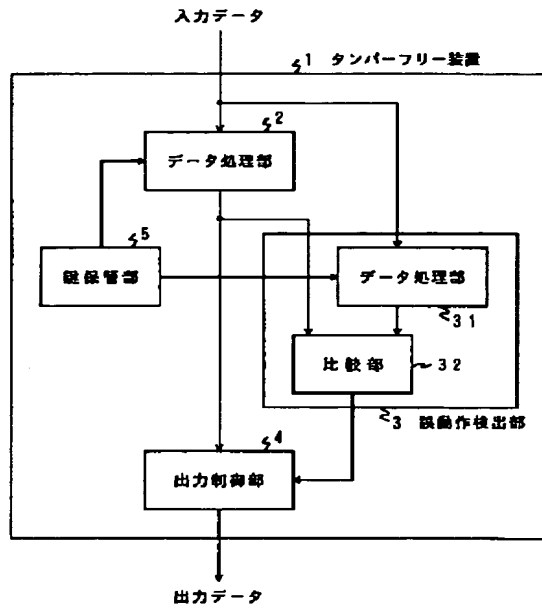 入力データ
1 タンパーフリー装置
2
データ処理部
5
鍵保管部
データ処理部
31
比較部
32
3 誤動作検出部
4
出力制御部
出力データ